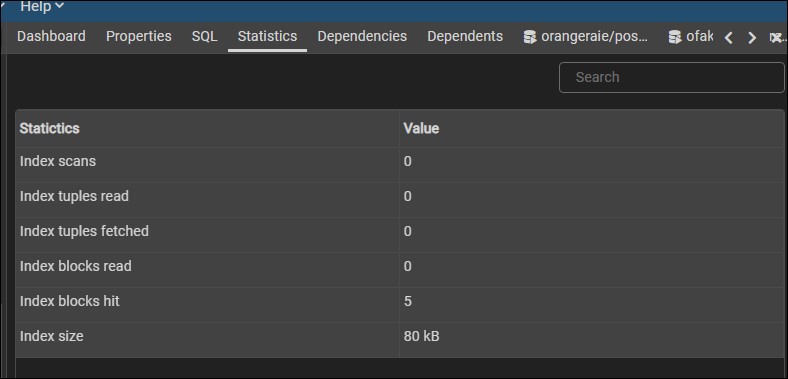 Help
Dashboard Properties SQL Statistics Dependencies Dependents orangeraie/pos... ofak
Search
Statictics Value
Index scans 0
Index tuples read 0
Index tuples fetched 0
Index blocks read 0
Index blocks hit 5
Index size 80 kB